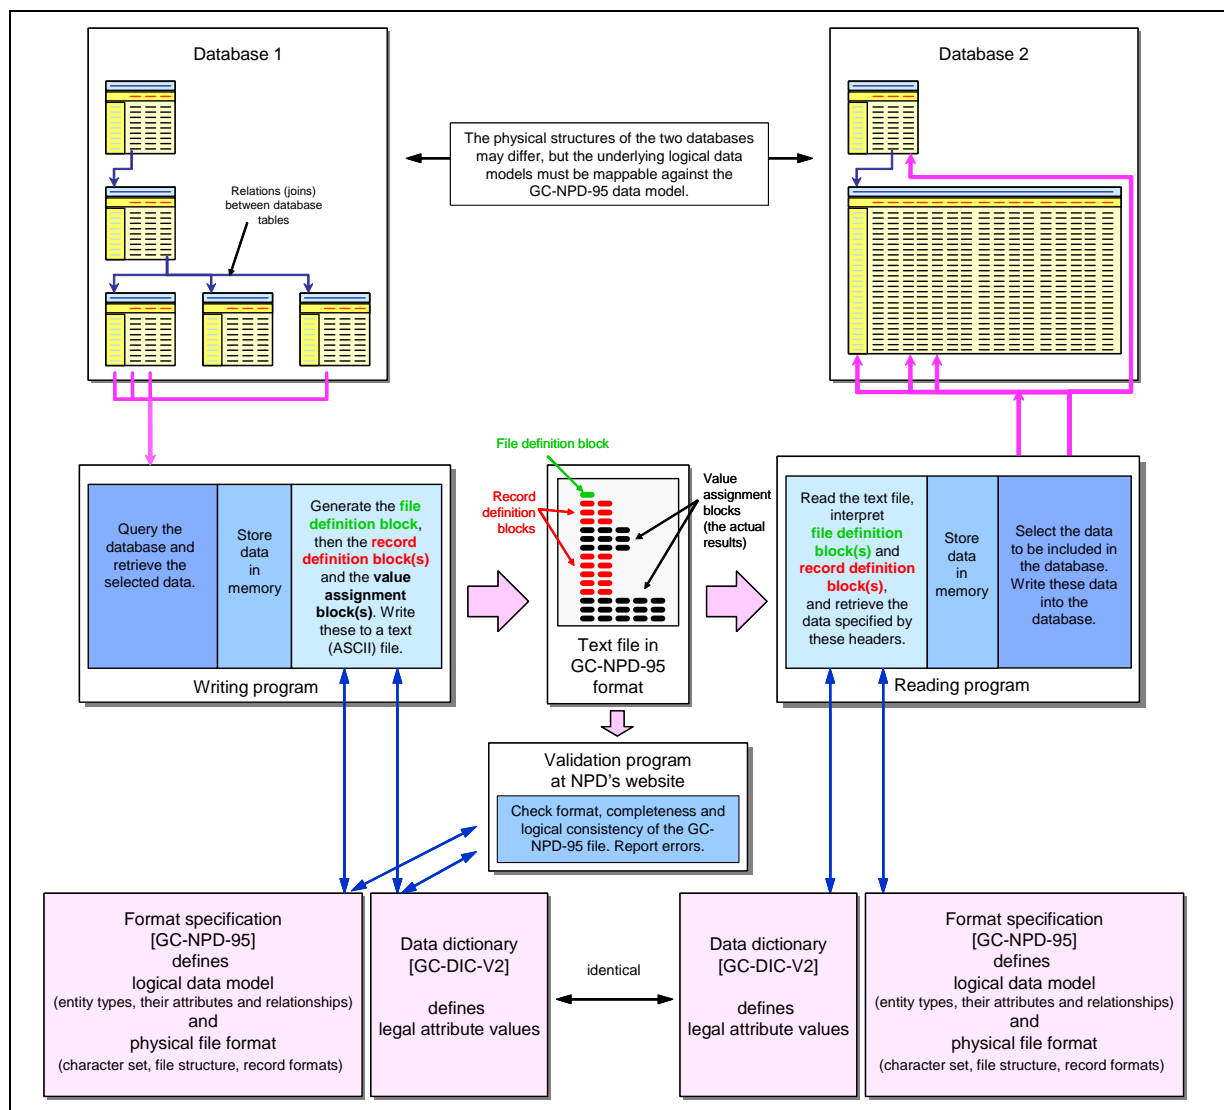 Database 1
Database 2
The physical structures of the two databases
may differ, but the underlying logical data
models must be mappable against the
GC-NPD-95 data model.
Relations (joins)
between database
tables
File definition block
Record
definition
blocks
Value
assignment
blocks
(the actual
results)
Query the
database and
retrieve the
selected data.
Store
data
in
memory
Generate the file
definition block,
then the record
definition block(s)
and the value
assignment
block(s). Write
these to a text
(ASCII) file.
Writing program
Text file in
GC-NPD-95
format
Read the text file,
interpret
file definition
block(s) and
record definition
block(s),
and retrieve the
data specified by
these headers.
Store
data
in
memory
Select the data
to be included in
the database.
Write these data
into the
database.
Reading program
Validation program
at NPD's website
Check format, completeness and
logical consistency of the GC-
NPD-95 file. Report errors.
Format specification
[GC-NPD-95]
defines
logical data model
(entity types, their attributes and relationships)
and
physical file format
(character set, file structure, record formats)
Data dictionary
[GC-DIC-V2]
defines
legal attribute values
identical
Data dictionary
[GC-DIC-V2]
defines
legal attribute values
Format specification
[GC-NPD-95]
defines
logical data model
(entity types, their attributes and relationships)
and
physical file format
(character set, file structure, record formats)